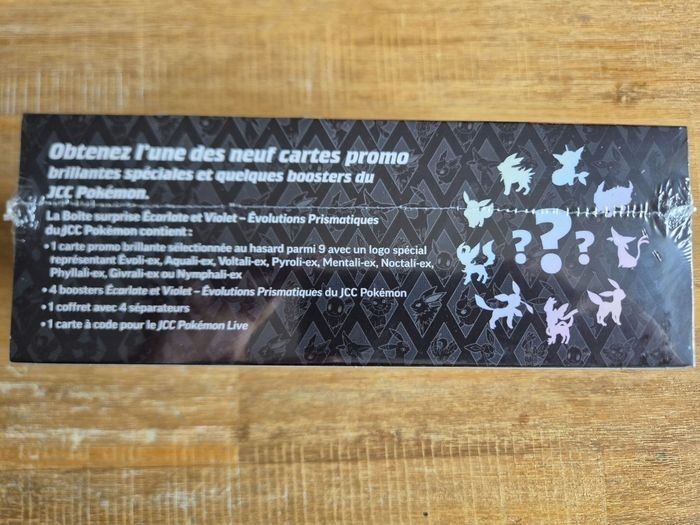 Obtenez l'une des neuf cartes promo
brillantes spéciales et quelques boosters du
JCC Pokémon.
La Boîte surprise Écarlate et Violet – Évolutions Prismatiques
du JCC Pokémon contient :
• 1 carte promo brillante sélectionnée au hasard parmi 9 avec un logo spécial
représentant Évoli-ex, Aquali-ex, Voltali-ex, Pyroli-ex, Mentali-ex, Noctali-ex,
Phyllali-ex, Givrali-ex ou Nymphali-ex
• 4 boosters Écarlate et Violet – Évolutions Prismatiques du JCC Pokémon
• 1 coffret avec 4 séparateurs
• 1 carte à code pour le JCC Pokémon Live
? ? ?